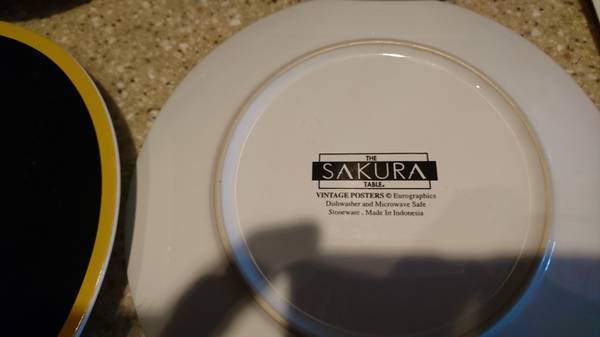 THE
SAKURA
TABLE®
VINTAGE POSTERS © Eurographics
Dishwasher and Microwave Safe
Stoneware . Made In Indonesia